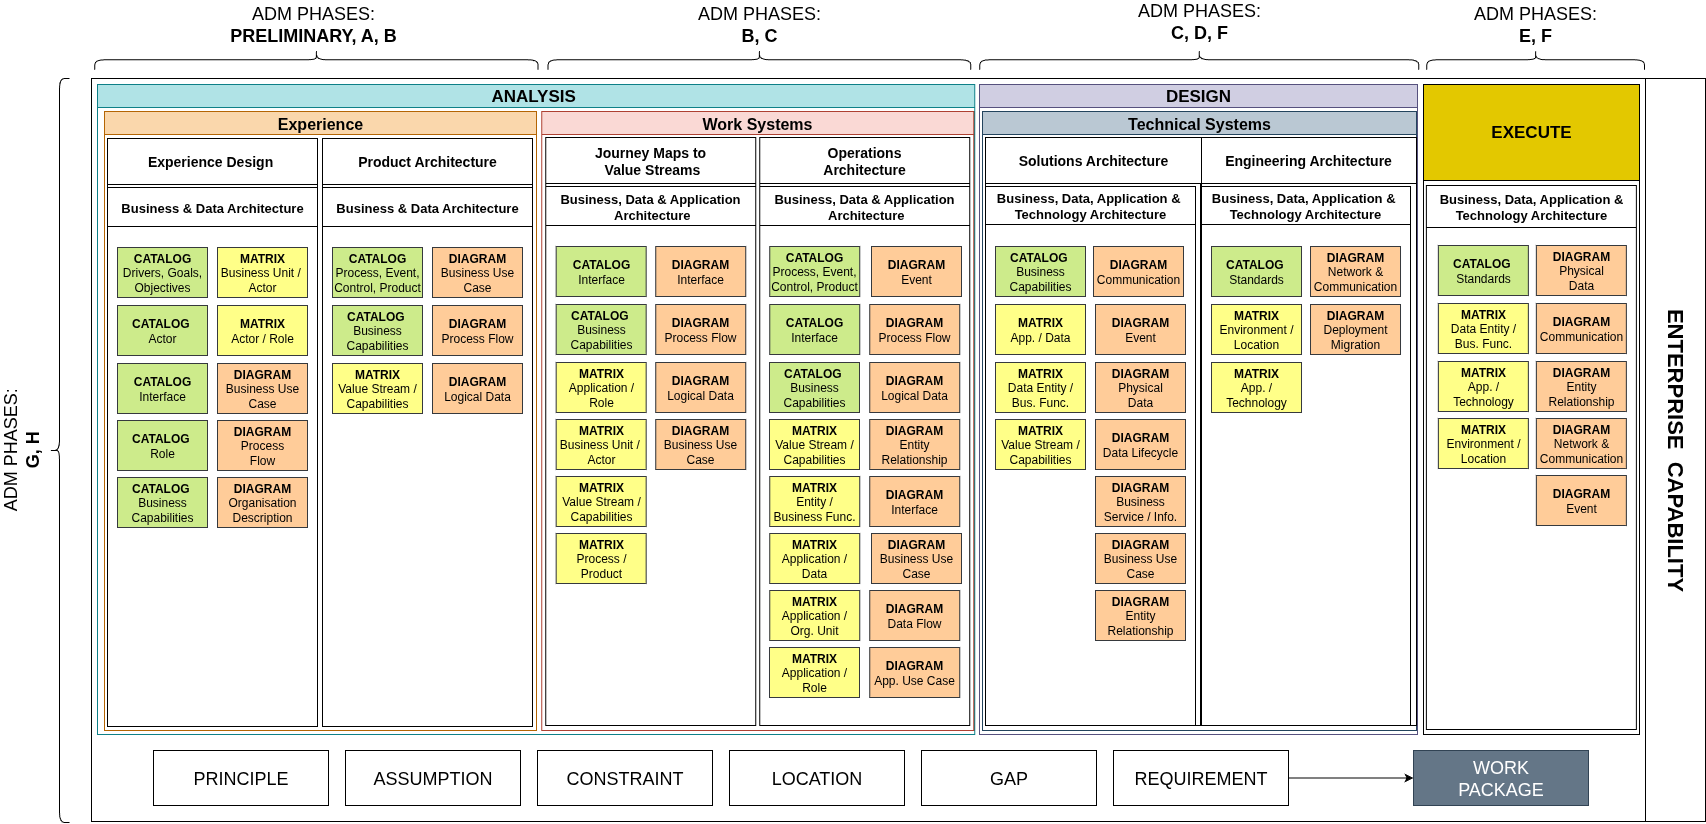 ADM PHASES:
PRELIMINARY, A, B
ADM PHASES:
B, C
ADM PHASES:
C, D, F
ADM PHASES:
E, F
ADM PHASES:
G, H
ANALYSIS
DESIGN
EXECUTE
Experience
Work Systems
Technical Systems
Experience Design
Business & Data Architecture
CATALOG
Drivers, Goals,
Objectives
MATRIX
Business Unit /
Actor
CATALOG
Actor
MATRIX
Actor / Role
CATALOG
Interface
DIAGRAM
Business Use
Case
CATALOG
Role
DIAGRAM
Process
Flow
CATALOG
Business
Capabilities
DIAGRAM
Organisation
Description
Product Architecture
Business & Data Architecture
CATALOG
Process, Event,
Control, Product
DIAGRAM
Business Use
Case
CATALOG
Business
Capabilities
DIAGRAM
Process Flow
MATRIX
Value Stream /
Capabilities
DIAGRAM
Logical Data
Journey Maps to
Value Streams
Business, Data & Application
Architecture
CATALOG
Interface
DIAGRAM
Interface
CATALOG
Business
Capabilities
DIAGRAM
Process Flow
MATRIX
Application /
Role
DIAGRAM
Logical Data
MATRIX
Business Unit /
Actor
DIAGRAM
Business Use
Case
MATRIX
Value Stream /
Capabilities
MATRIX
Process /
Product
Operations
Architecture
Business, Data & Application
Architecture
CATALOG
Process, Event,
Control, Product
DIAGRAM
Event
CATALOG
Interface
DIAGRAM
Process Flow
CATALOG
Business
Capabilities
DIAGRAM
Logical Data
MATRIX
Value Stream /
Capabilities
DIAGRAM
Entity
Relationship
MATRIX
Entity /
Business Func.
DIAGRAM
Interface
MATRIX
Application /
Data
DIAGRAM
Business Use
Case
MATRIX
Application /
Org. Unit
DIAGRAM
Data Flow
MATRIX
Application /
Role
DIAGRAM
App. Use Case
Solutions Architecture
Business, Data, Application &
Technology Architecture
CATALOG
Business
Capabilities
DIAGRAM
Communication
MATRIX
App. / Data
DIAGRAM
Event
MATRIX
Data Entity /
Bus. Func.
DIAGRAM
Physical
Data
MATRIX
Value Stream /
Capabilities
DIAGRAM
Data Lifecycle
DIAGRAM
Business
Service / Info.
DIAGRAM
Business Use
Case
DIAGRAM
Entity
Relationship
Engineering Architecture
Business, Data, Application &
Technology Architecture
CATALOG
Standards
DIAGRAM
Network &
Communication
MATRIX
Environment /
Location
DIAGRAM
Deployment
Migration
MATRIX
App. /
Technology
Business, Data, Application &
Technology Architecture
CATALOG
Standards
DIAGRAM
Physical
Data
MATRIX
Data Entity /
Bus. Func.
DIAGRAM
Communication
MATRIX
App. /
Technology
DIAGRAM
Entity
Relationship
MATRIX
Environment /
Location
DIAGRAM
Network &
Communication
DIAGRAM
Event
ENTERPRISE CAPABILITY
PRINCIPLE
ASSUMPTION
CONSTRAINT
LOCATION
GAP
REQUIREMENT
WORK
PACKAGE